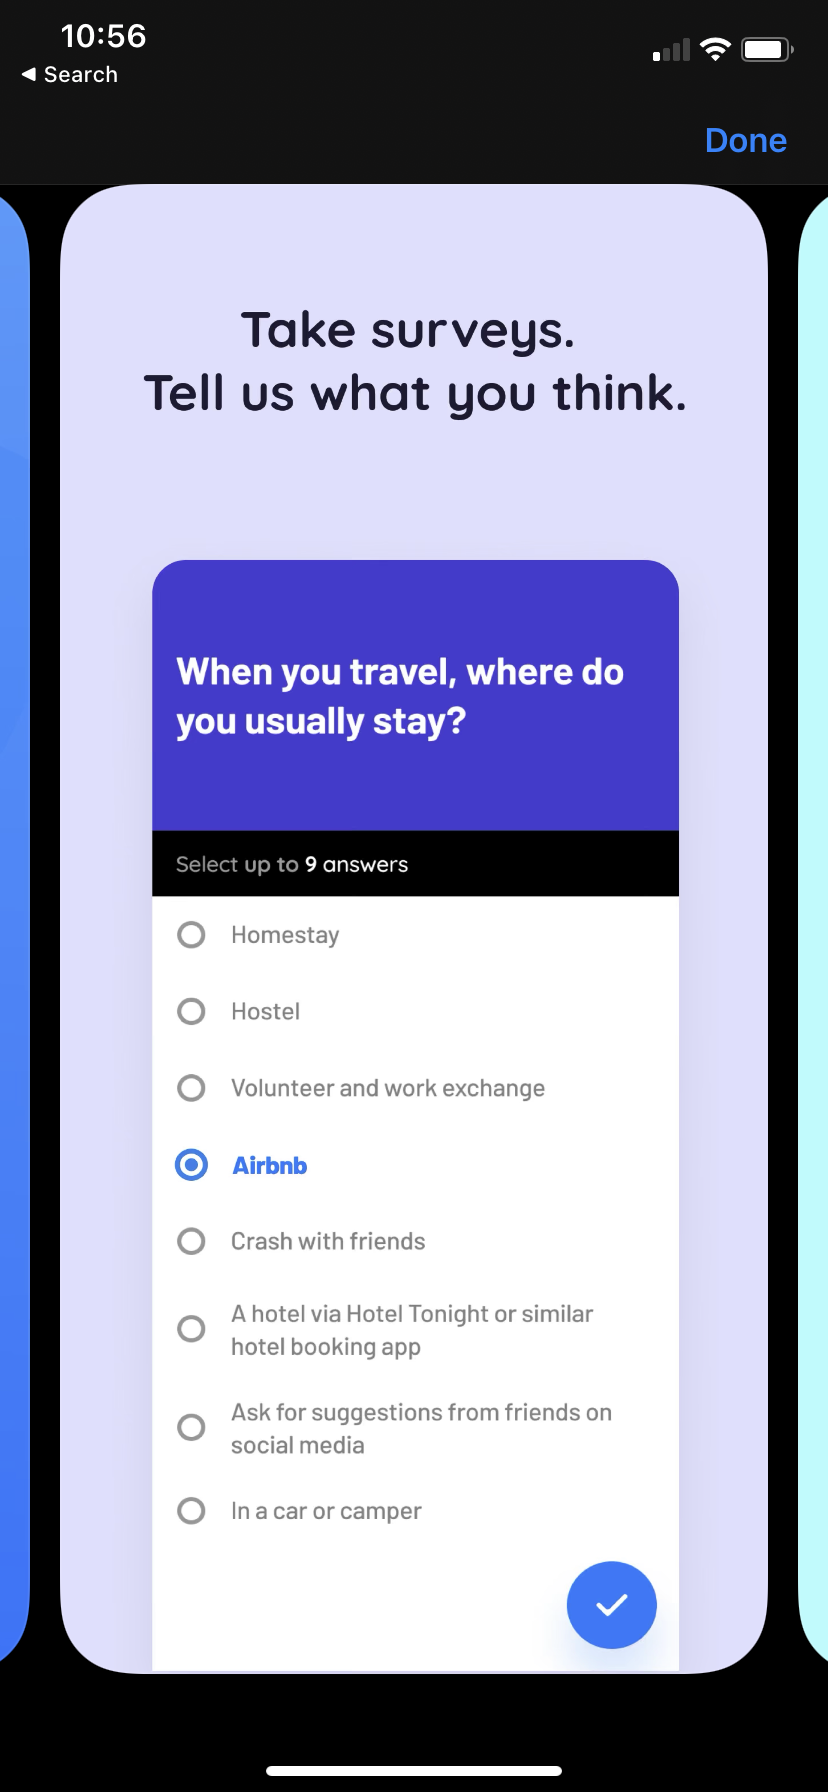 10:56
Search
Done
Take surveys.
Tell us what you think.
When you travel, where do
you usually stay?
Select up to 9 answers
Homestay
Hostel
Volunteer and work exchange
Airbnb
Crash with friends
A hotel via Hotel Tonight or similar
hotel booking app
Ask for suggestions from friends on
social media
In a car or camper